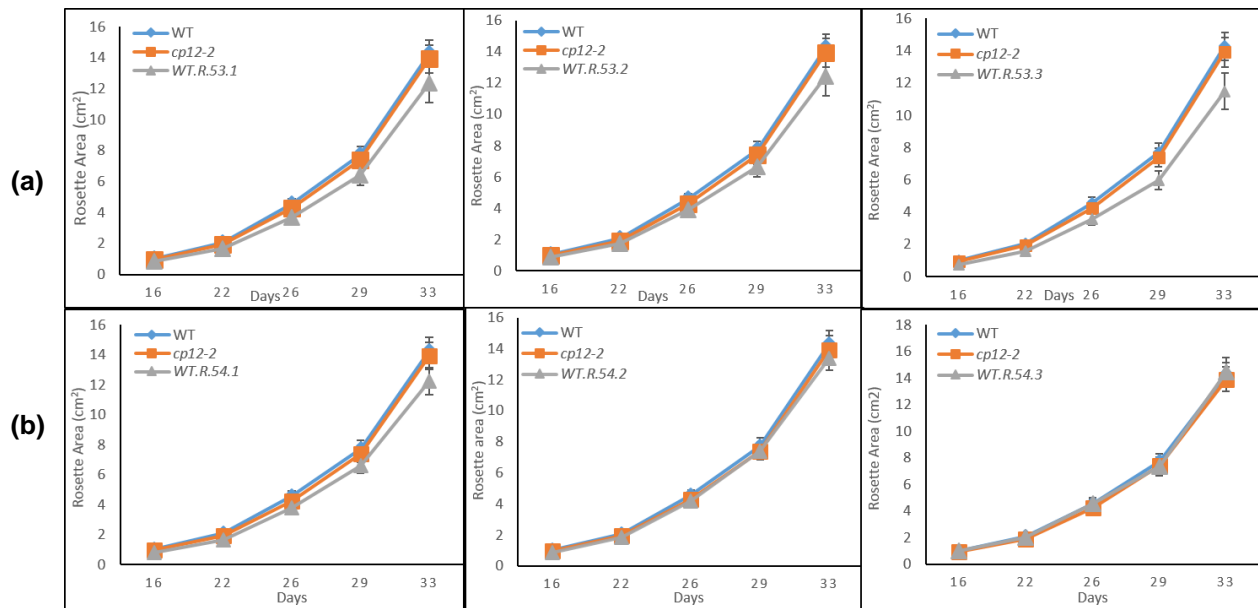 (a)
16
14
12
10
8
6
4
2
0
Rosette Area (cm²)
WT
cp12-2
WT.R.53.1
16 22 26 29 33
Days
16
14
12
10
8
6
4
2
0
Rosette Area (cm²)
WT
cp12-2
WT.R.53.2
16 22 26 29 33
Days
16
14
12
10
8
6
4
2
0
Rosette Area (cm²)
WT
cp12-2
WT.R.53.3
16 22 26 29 33
Days
(b)
16
14
12
10
8
6
4
2
0
Rosette Area (cm²)
WT
cp12-2
WT.R.54.1
16 22 26 29 33
Days
16
14
12
10
8
6
4
2
0
Rosette area (cm²)
WT
cp12-2
WT.R.54.2
16 22 26 29 33
Days
18
16
14
12
10
8
6
4
2
0
Rosette Area (cm2)
WT
cp12-2
WT.R.54.3
16 22 26 29 33
Days